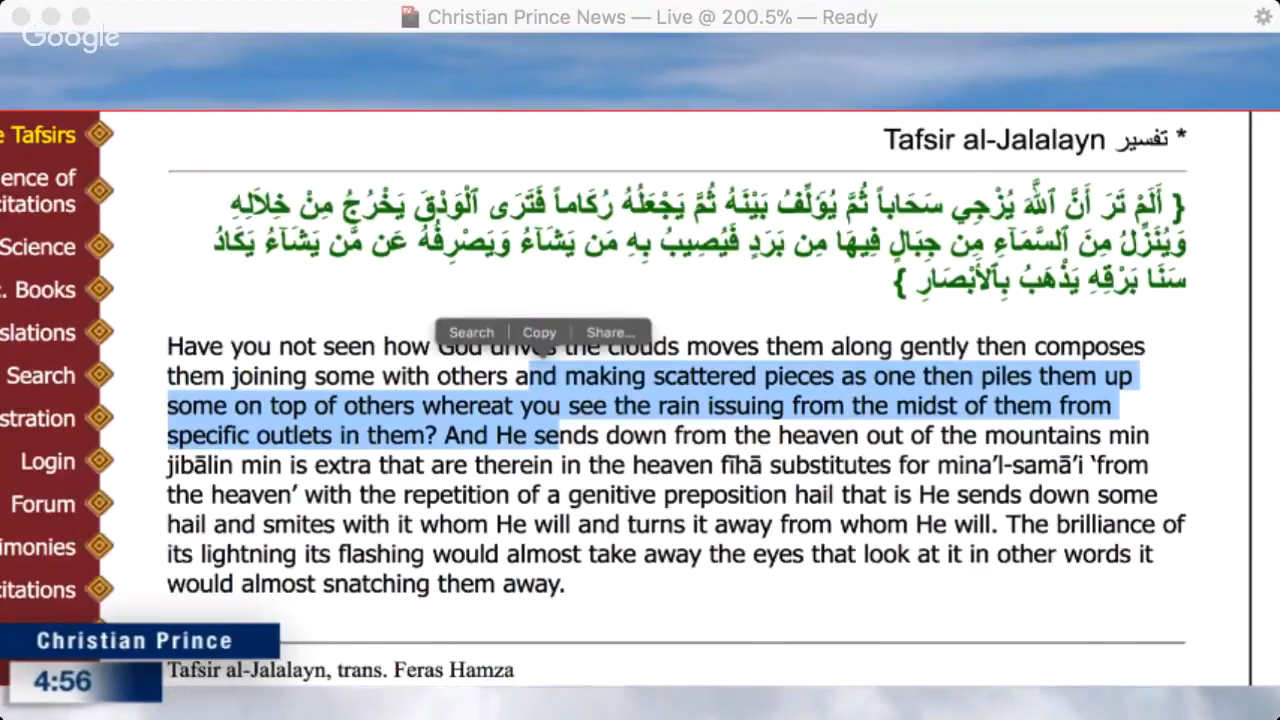 Christian Prince News — Live @ 200.5% — Ready
Google
e Tafsirs
ence of
citations
Science
. Books
slations
Search
stration
Login
Forum
imonies
citations
* تفسير Tafsir al-Jalalayn
{ أَلَمْ تَرَ أَنَّ ٱللَّهَ يُزْجِي سَحَاباً ثُمَّ يُؤَلِّفُ بَيْنَهُ ثُمَّ يَجْعَلُهُ رُكَاماً فَتَرَى ٱلْوَدْقَ يَخْرُجُ مِنْ خِلاَلِهِ
وَيُنَزِّلُ مِنَ ٱلسَّمَآءِ مِن جِبَالٍ فِيهَا مِن بَرَدٍ فَيُصِيبُ بِهِ مَن يَشَآءُ وَيَصْرِفُهُ عَن مَّن يَشَآءُ يَكَادُ
سَنَا بَرْقِهِ يَذْهَبُ بِٱلأَبْصَارِ }
Search Copy Share...
Have you not seen how God drives the clouds moves them along gently then composes
them joining some with others and making scattered pieces as one then piles them up
some on top of others whereat you see the rain issuing from the midst of them from
specific outlets in them? And He sends down from the heaven out of the mountains min
jibālin min is extra that are therein in the heaven fīhā substitutes for mina’l-samā’i ‘from
the heaven’ with the repetition of a genitive preposition hail that is He sends down some
hail and smites with it whom He will and turns it away from whom He will. The brilliance of
its lightning its flashing would almost take away the eyes that look at it in other words it
would almost snatching them away.
Tafsir al-Jalalayn, trans. Feras Hamza
Christian Prince
4:56